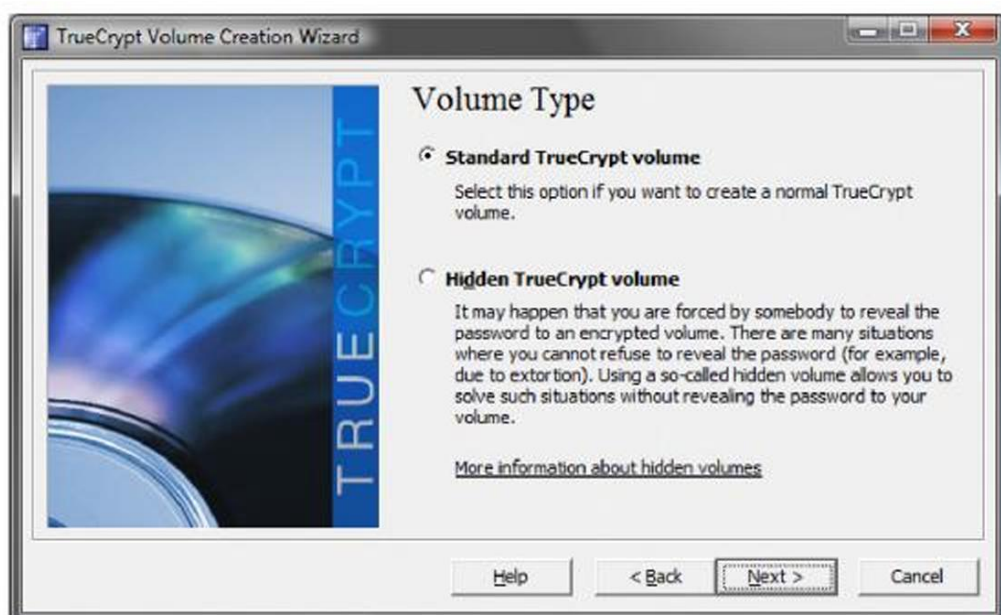 TrueCrypt Volume Creation Wizard
TRUECRYPT
Volume Type
Standard TrueCrypt volume
Select this option if you want to create a normal TrueCrypt
volume.
Hidden TrueCrypt volume
It may happen that you are forced by somebody to reveal the
password to an encrypted volume. There are many situations
where you cannot refuse to reveal the password (for example,
due to extortion). Using a so-called hidden volume allows you to
solve such situations without revealing the password to your
volume.
More information about hidden volumes
Help
< Back
Next >
Cancel